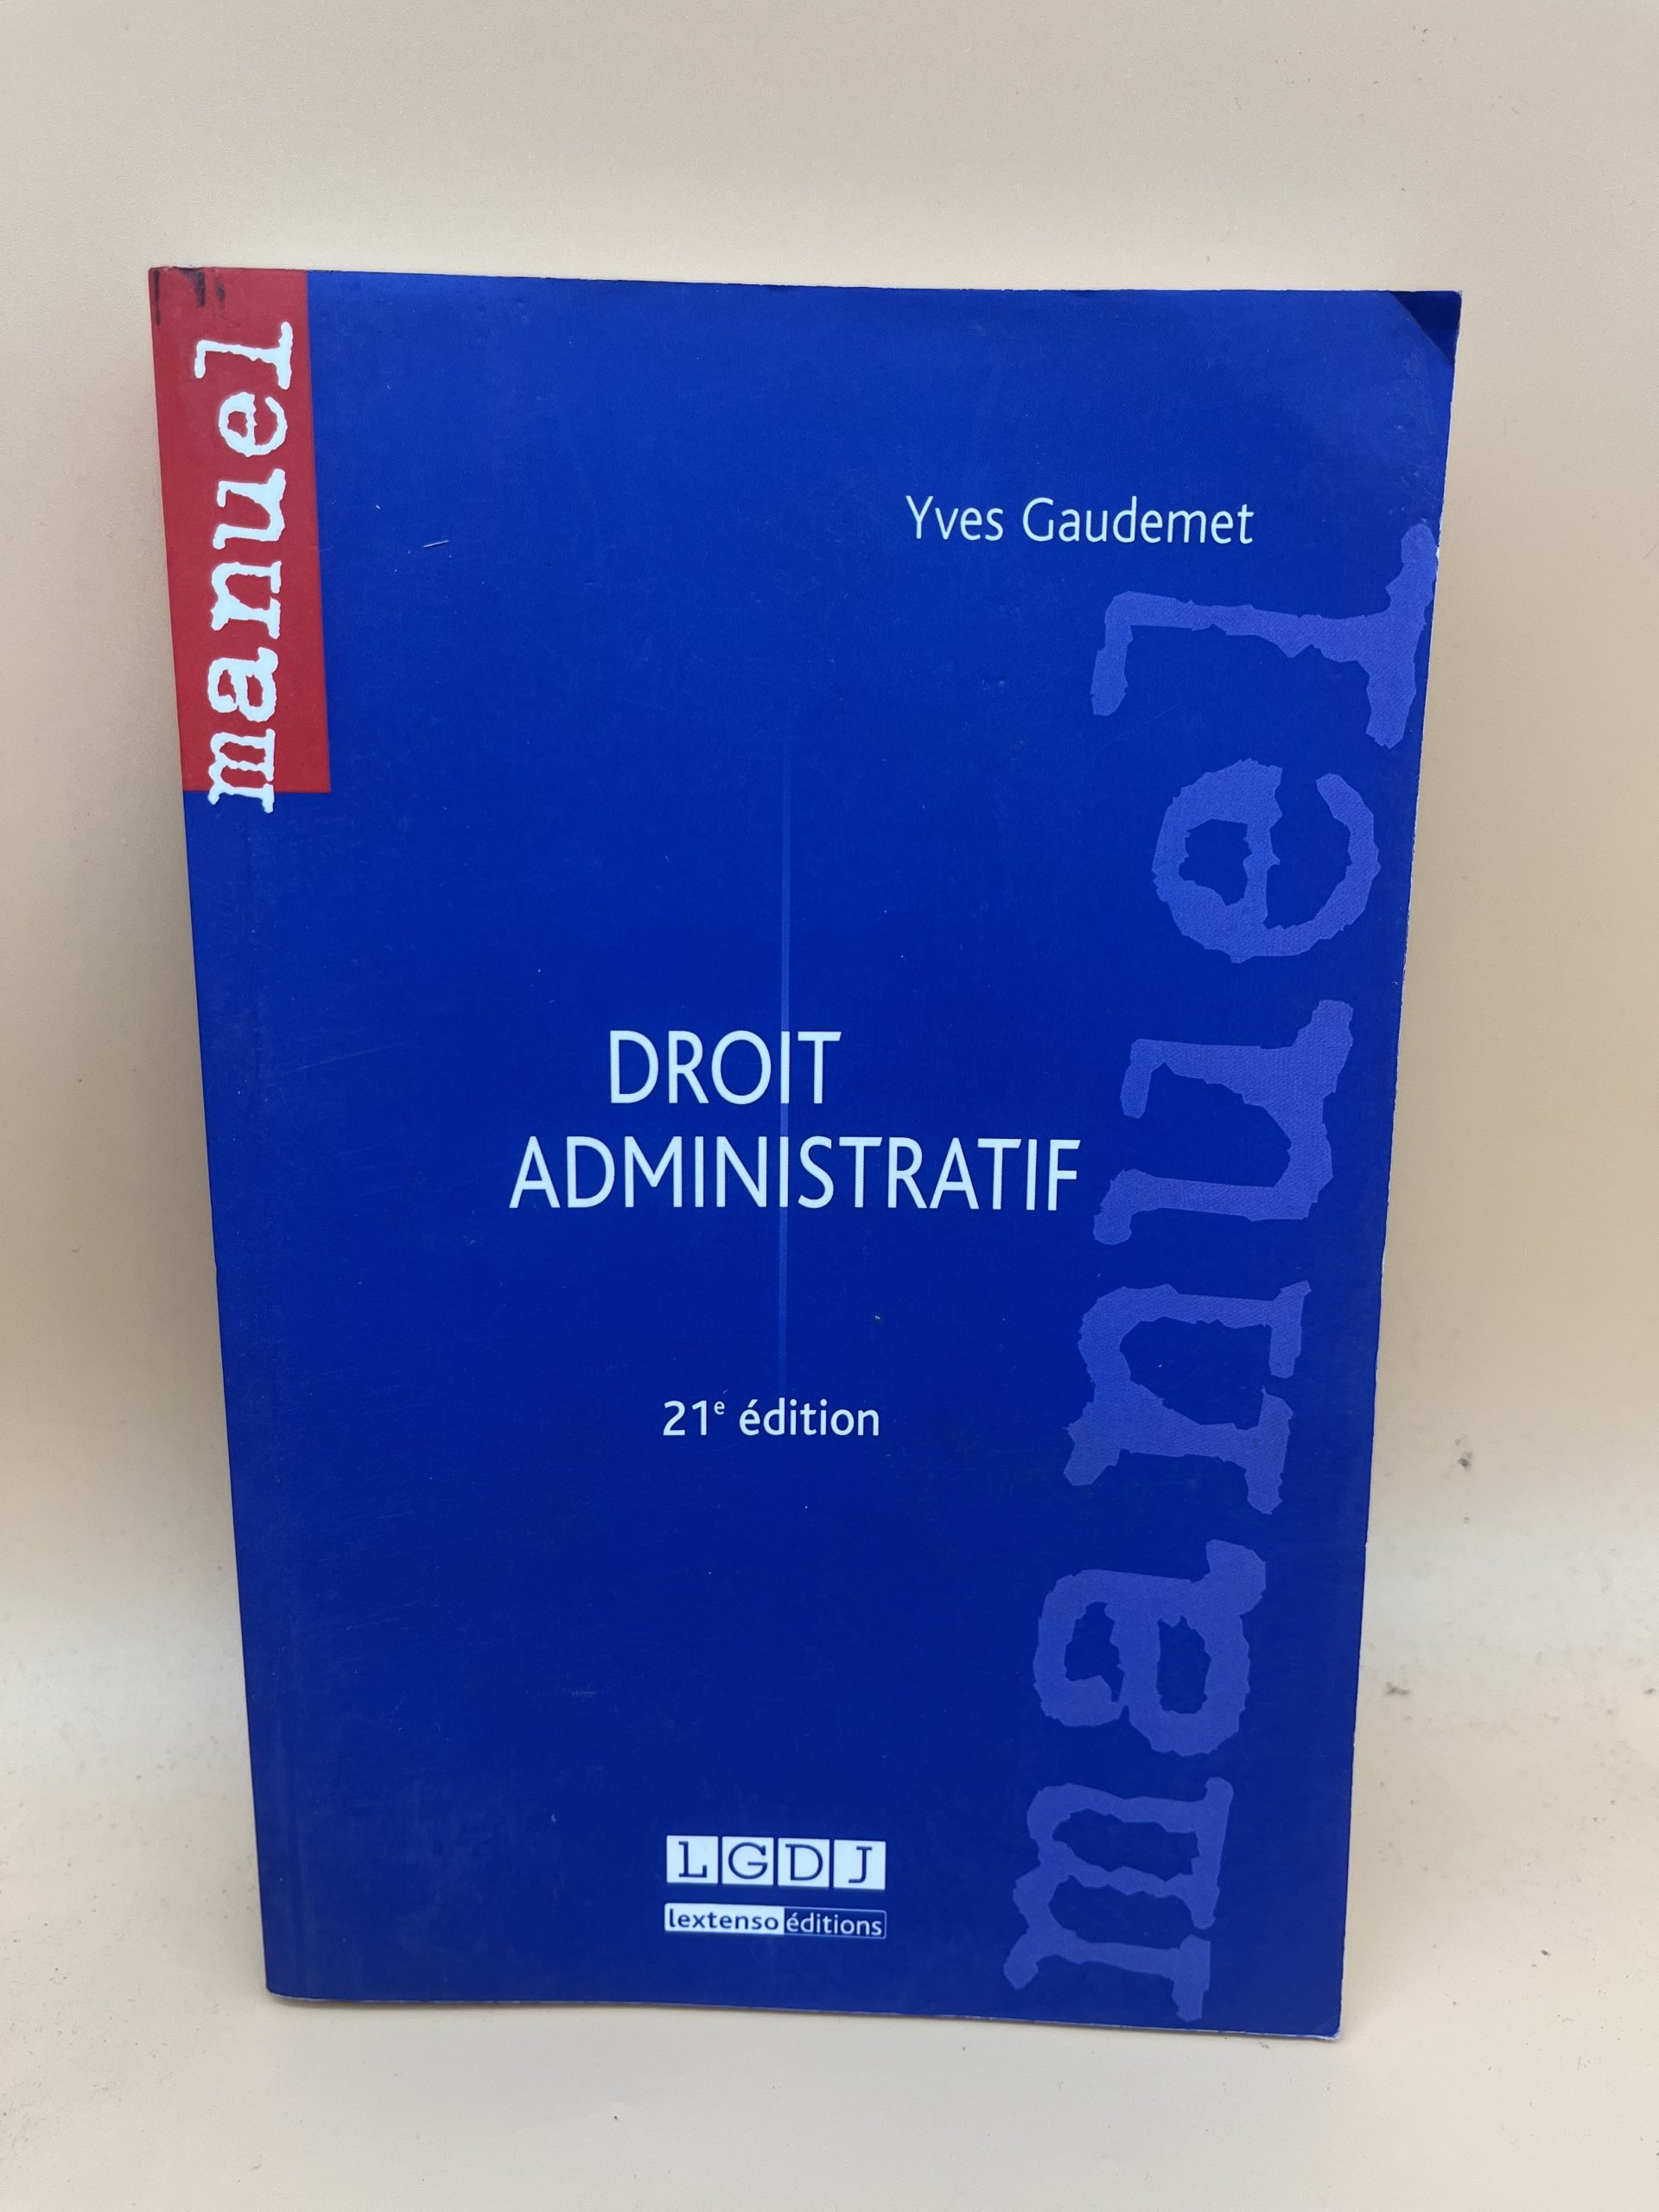 manuel
Yves Gaudemet
manuel
DROIT
ADMINISTRATIF
21e édition
LGDJ
lextenso éditions